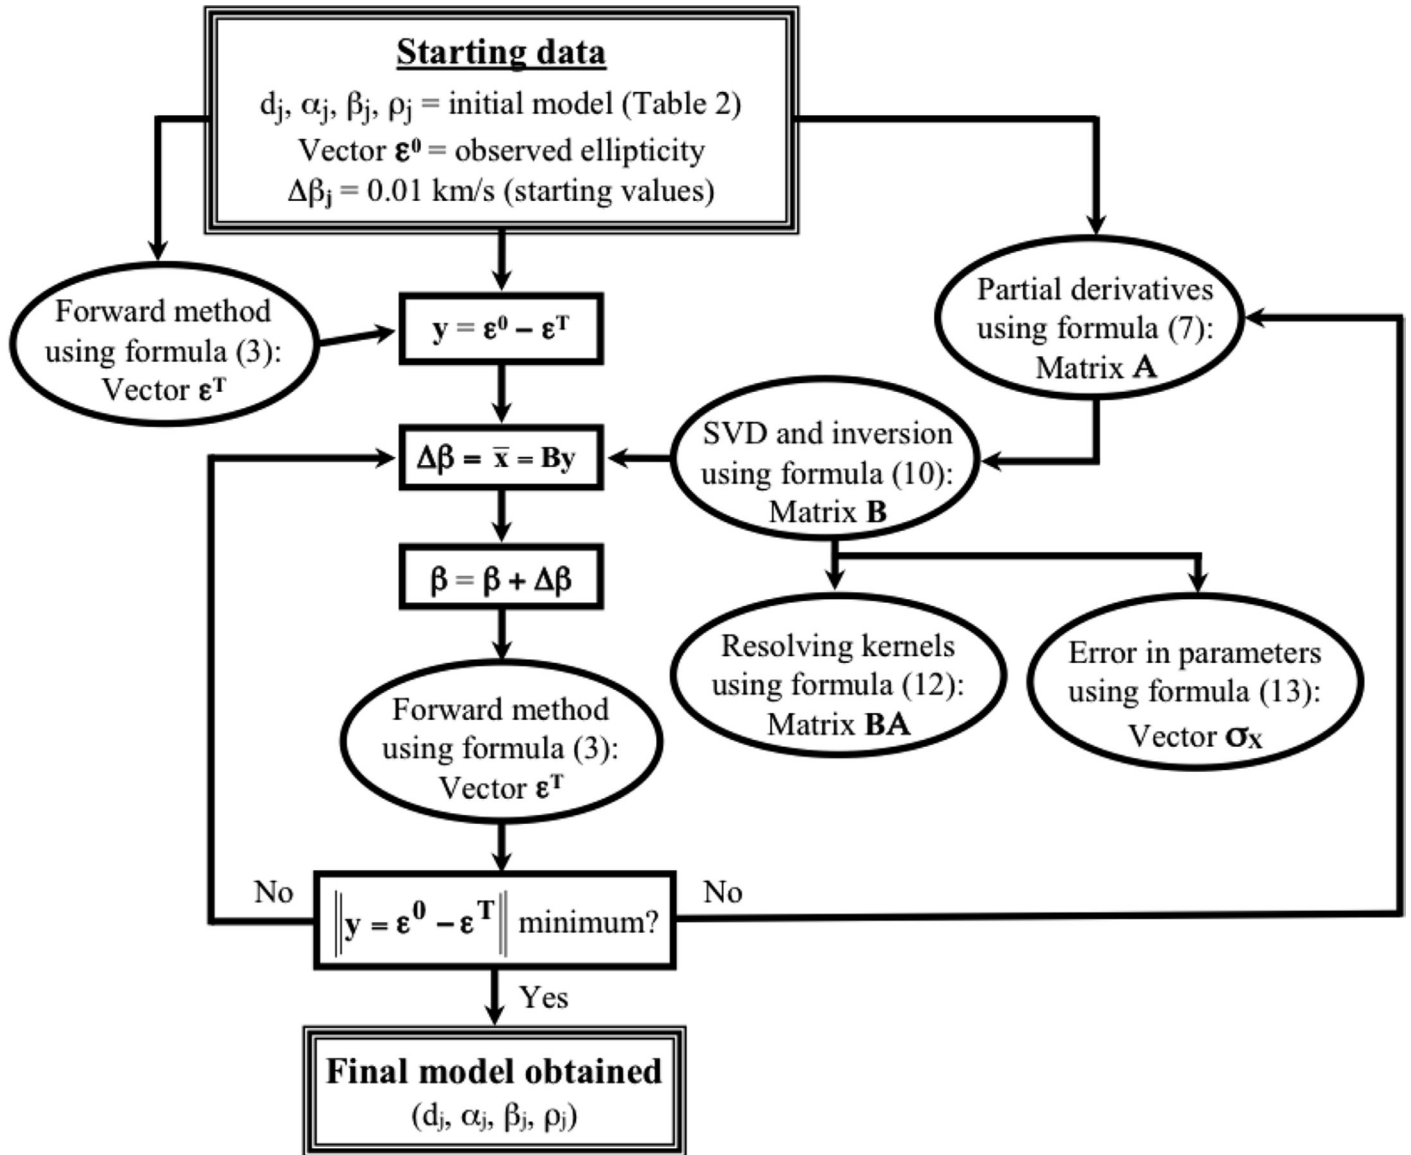 Starting data
dj, αj, βj, ρj = initial model (Table 2)
Vector ε⁰ = observed ellipticity
Δβj = 0.01 km/s (starting values)
Forward method
using formula (3):
Vector εᵀ
y = ε⁰ − εᵀ
Partial derivatives
using formula (7):
Matrix A
SVD and inversion
using formula (10):
Matrix B
Δβ = x̄ = By
β = β + Δβ
Resolving kernels
using formula (12):
Matrix BA
Error in parameters
using formula (13):
Vector σx
Forward method
using formula (3):
Vector εᵀ
No
‖y = ε⁰ − εᵀ‖ minimum?
No
Yes
Final model obtained
(dj, αj, βj, ρj)